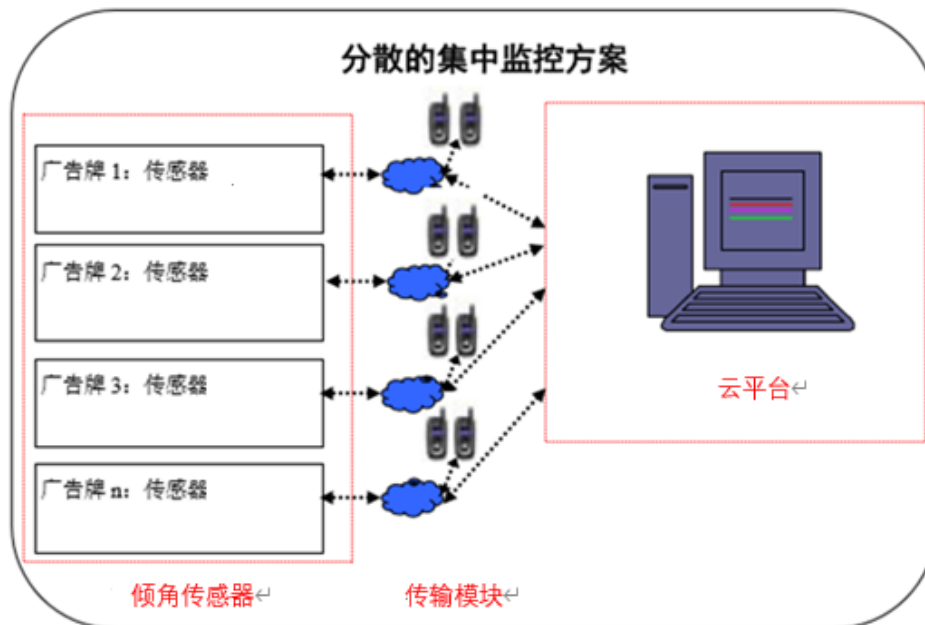 分散的集中监控方案
广告牌 1：传感器
广告牌 2：传感器
广告牌 3：传感器
广告牌 n：传感器
云平台↵
倾角传感器↵
传输模块↵